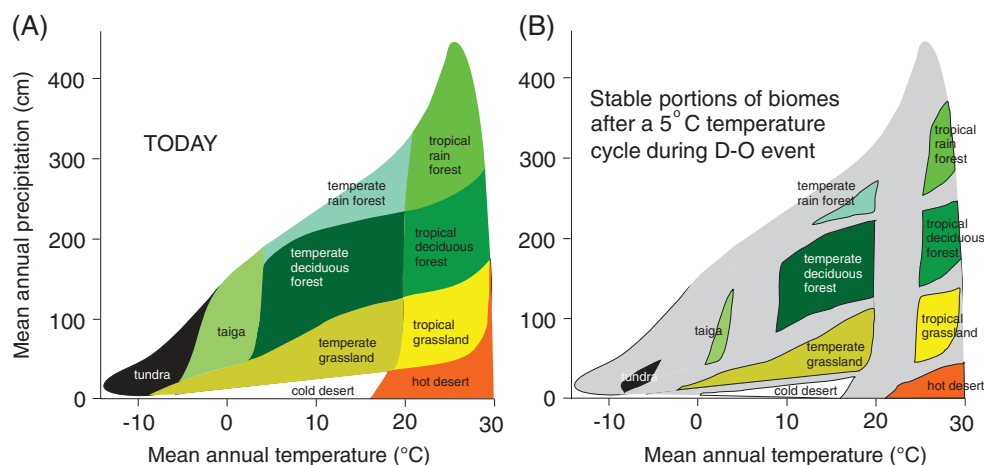 (A)
Mean annual precipitation (cm)
400
300
200
100
0
TODAY
tropical
rain
forest
temperate
rain forest
temperate
deciduous
forest
tropical
deciduous
forest
taiga
temperate
grassland
tropical
grassland
tundra
cold desert
hot desert
-10
0
10
20
30
Mean annual temperature (°C)
(B)
400
300
200
100
0
Stable portions of biomes
after a 5° C temperature
cycle during D-O event
tropical
rain
forest
temperate
rain forest
temperate
deciduous
forest
tropical
deciduous
forest
taiga
temperate
grassland
tropical
grassland
tundra
cold desert
hot desert
-10
0
10
20
30
Mean annual temperature (°C)